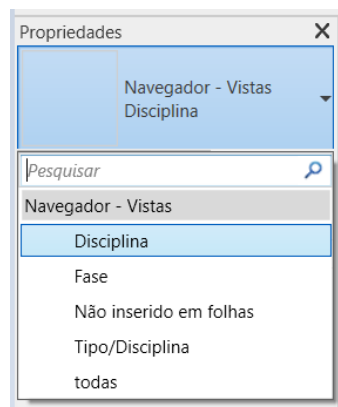 Propriedades
Navegador - Vistas
Disciplina
Pesquisar
Navegador - Vistas
Disciplina
Fase
Não inserido em folhas
Tipo/Disciplina
todas